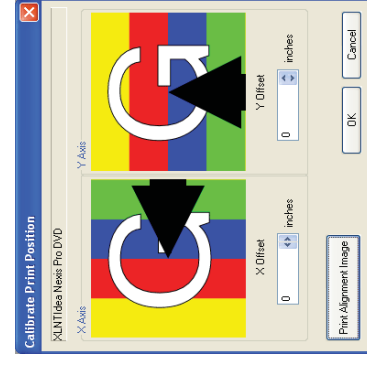 Calibrate Print Position
XLNTIdea Nexis Pro DVD
X Axis
G
X Offset
0 inches
Y Axis
G
Y Offset
0 inches
Print Alignment Image
OK
Cancel